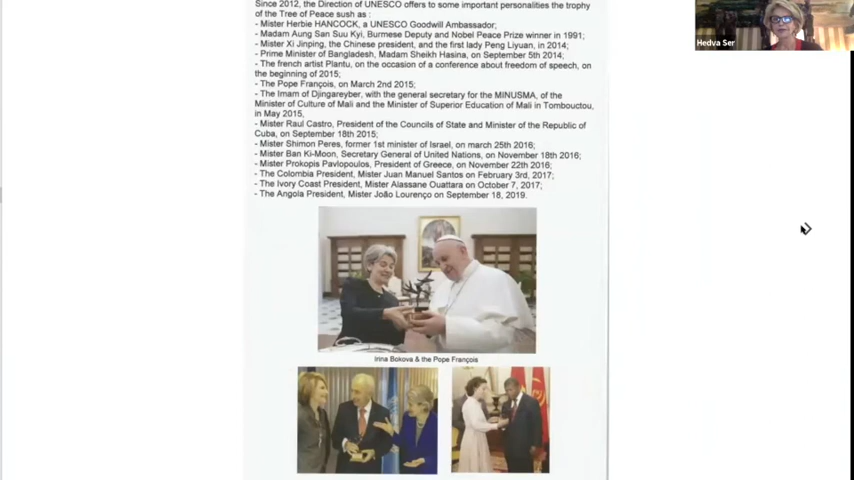 Since 2012, the Direction of UNESCO offers to some important personalities the trophy
of the Tree of Peace sush as :
- Mister Herbie HANCOCK, a UNESCO Goodwill Ambassador,
- Madam Aung San Suu Kyi, Burmese Deputy and Nobel Peace Prize winner in 1991;
- Mister Xi Jinping, the Chinese president, and the first lady Peng Liyuan, in 2014;
- Prime Minister of Bangladesh, Madam Sheikh Hasina, on September 5th 2014;
- The french artist Plantu, on the occasion of a conference about freedom of speech, on
the beginning of 2015;
- The Pope François, on March 2nd 2015;
- The Imam of Djingareyber, with the general secretary for the MINUSMA, of the
Minister of Culture of Mali and the Minister of Superior Education of Mali in Tombouctou,
in May 2015,
- Mister Raul Castro, President of the Councils of State and Minister of the Republic of
Cuba, on September 18th 2015;
- Mister Shimon Peres, former 1st minister of Israel, on march 25th 2016;
- Mister Ban Ki-Moon, Secretary General of United Nations, on November 18th 2016;
- Mister Prokopis Pavlopoulos, President of Greece, on November 22th 2016;
- The Colombia President, Mister Juan Manuel Santos on February 3rd, 2017;
- The Ivory Coast President, Mister Alassane Ouattara on October 7, 2017;
- The Angola President, Mister João Lourenço on September 18, 2019.
Irina Bokova & the Pope François
Hedva Ser